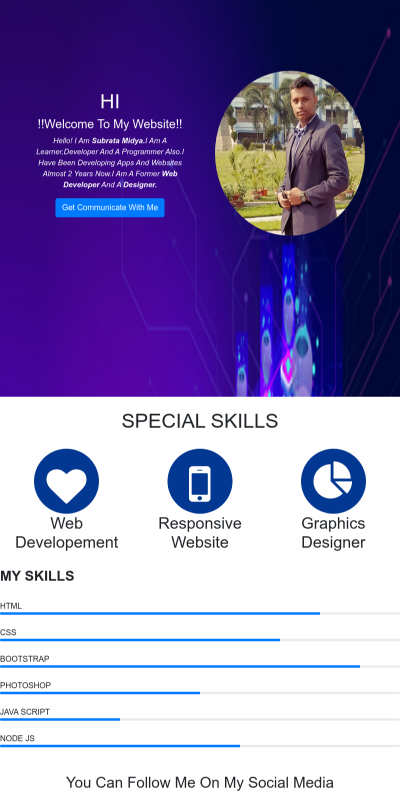 HI
!!Welcome To My Website!!
Hello! I Am Subrata Midya.I Am A
Learner,Developer And A Programmer Also.I
Have Been Developing Apps And Websites
Almost 2 Years Now.I Am A Former Web
Developer And A Designer.
Get Communicate With Me
SPECIAL SKILLS
Web
Developement
Responsive
Website
Graphics
Designer
MY SKILLS
HTML
CSS
BOOTSTRAP
PHOTOSHOP
JAVA SCRIPT
NODE JS
You Can Follow Me On My Social Media